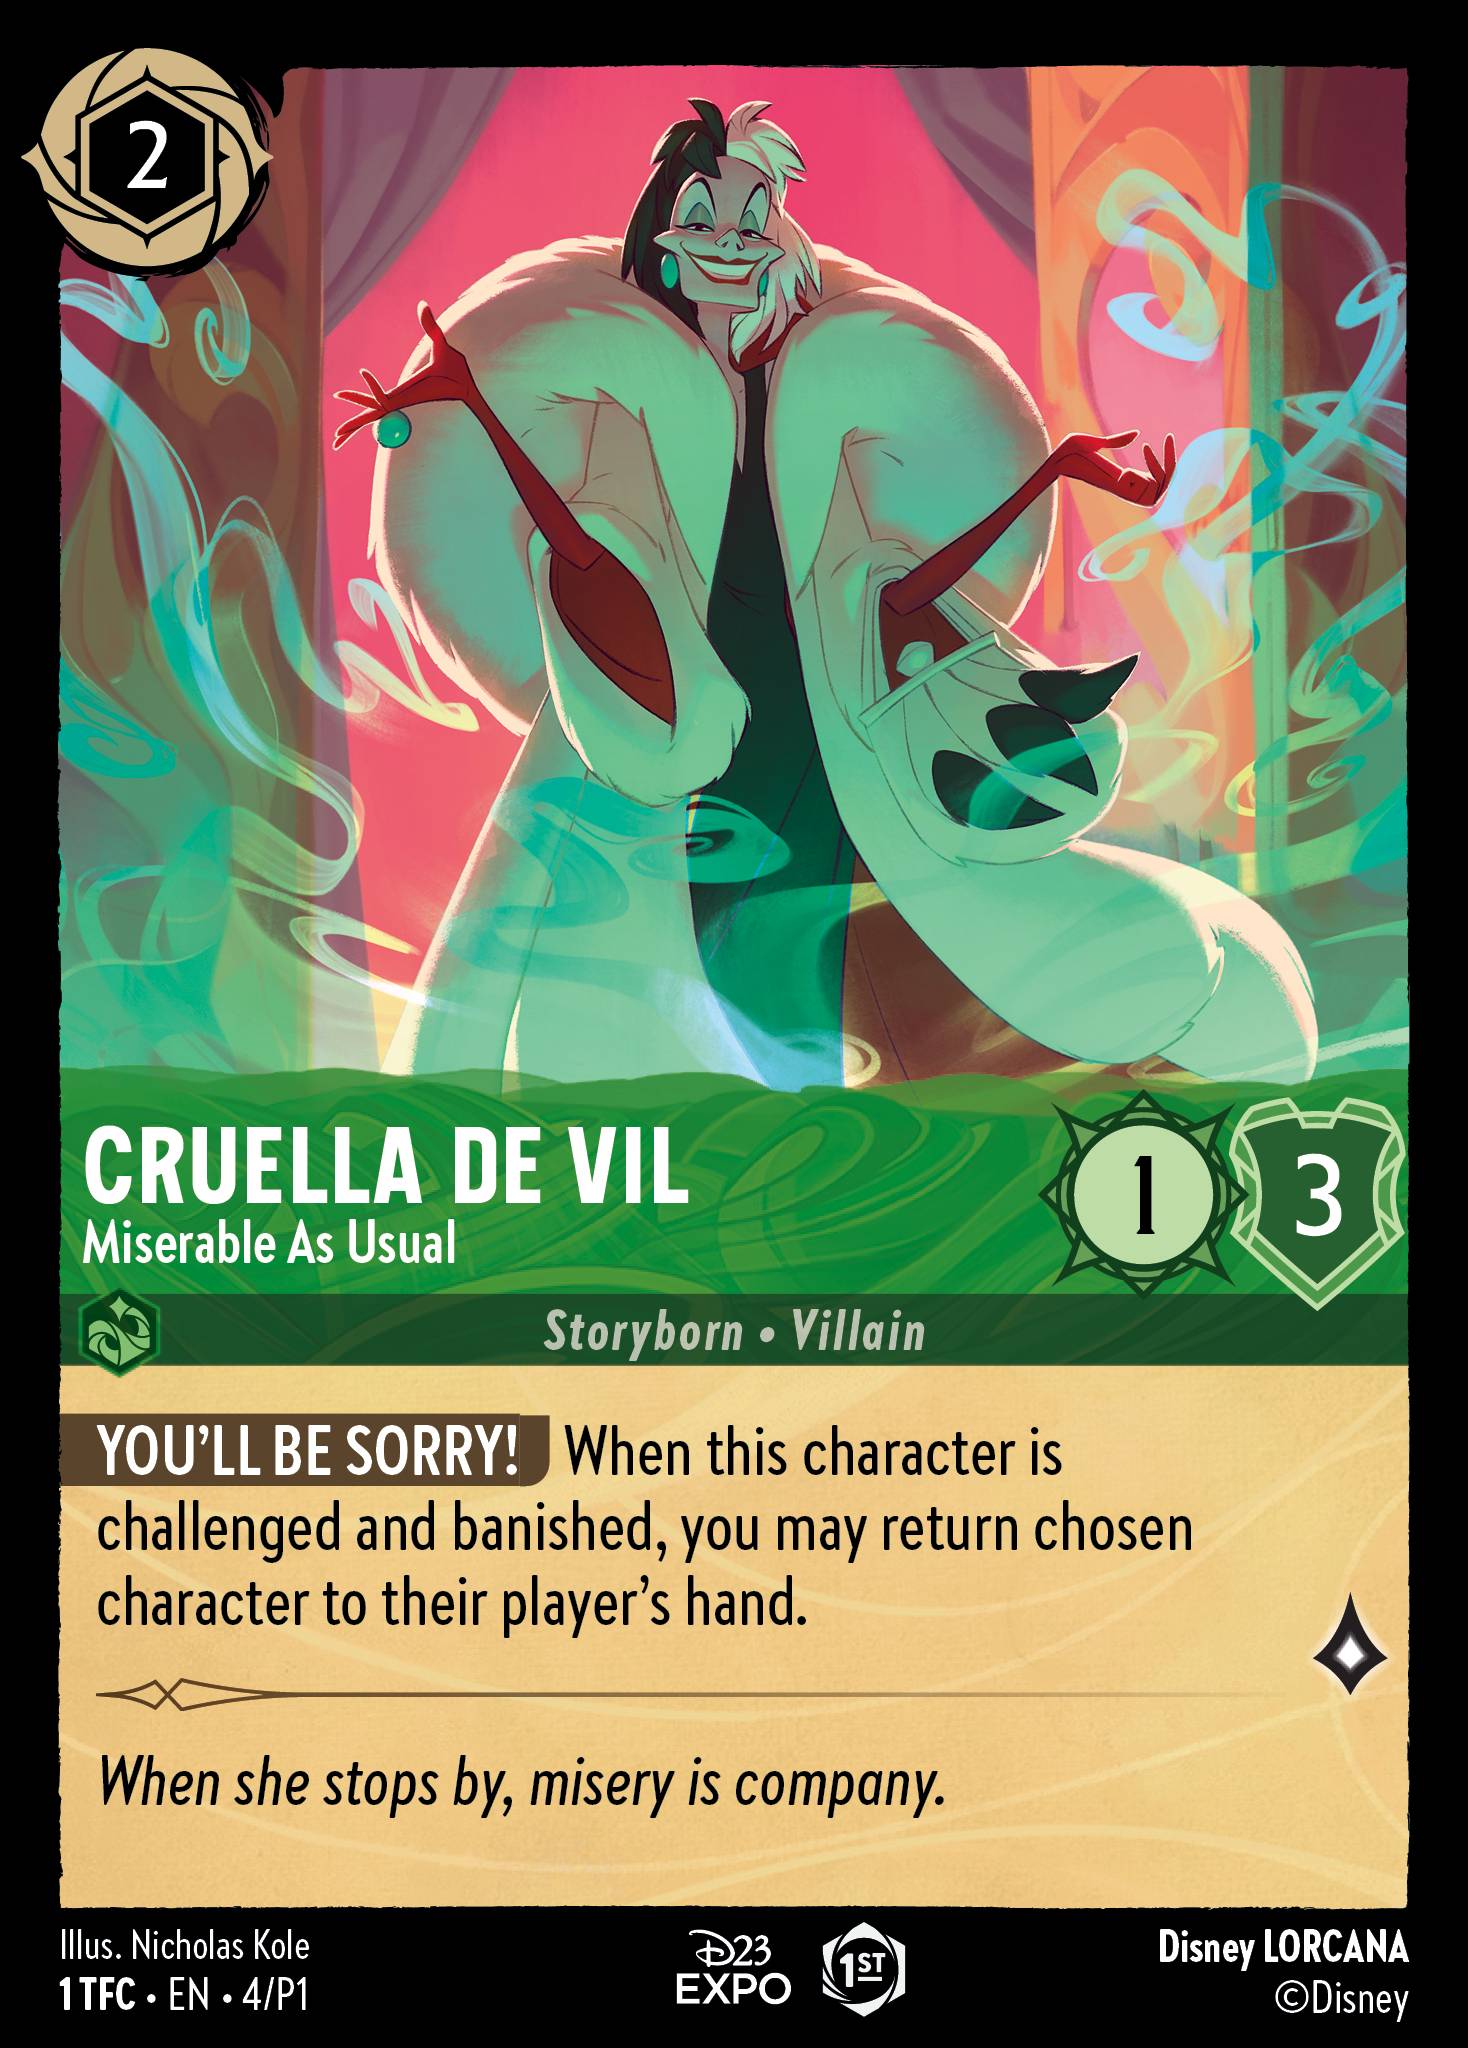 2
CRUELLA DE VIL
Miserable As Usual
1
3
Storyborn • Villain
YOU'LL BE SORRY! When this character is
challenged and banished, you may return chosen
character to their player's hand.
When she stops by, misery is company.
Illus. Nicholas Kole
1 TFC • EN • 4/P1
D23
EXPO
1ST
Disney LORCANA
©Disney